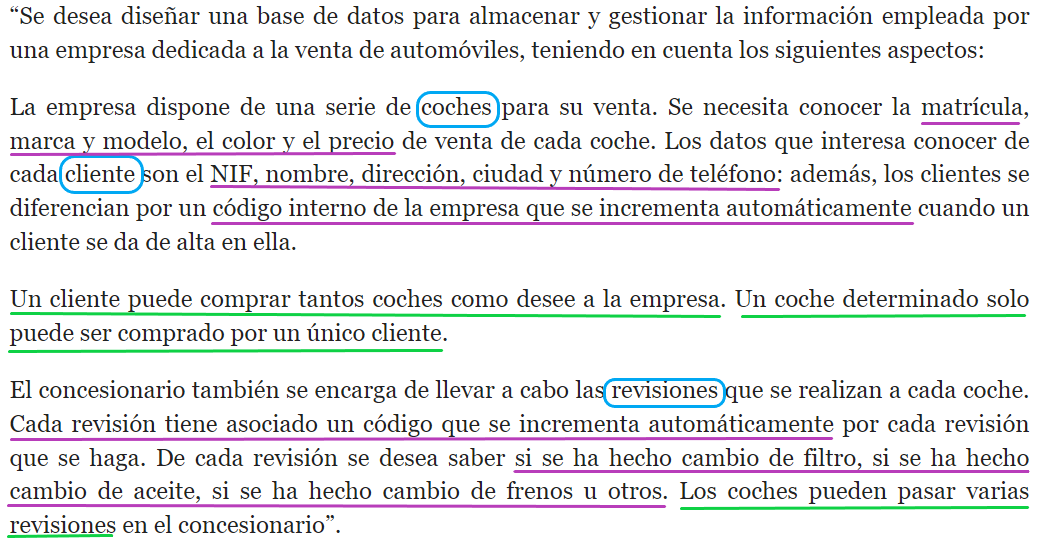 “Se desea diseñar una base de datos para almacenar y gestionar la información empleada por
una empresa dedicada a la venta de automóviles, teniendo en cuenta los siguientes aspectos:
La empresa dispone de una serie de coches para su venta. Se necesita conocer la matrícula,
marca y modelo, el color y el precio de venta de cada coche. Los datos que interesa conocer de
cada cliente son el NIF, nombre, dirección, ciudad y número de teléfono: además, los clientes se
diferencian por un código interno de la empresa que se incrementa automáticamente cuando un
cliente se da de alta en ella.
Un cliente puede comprar tantos coches como desee a la empresa. Un coche determinado solo
puede ser comprado por un único cliente.
El concesionario también se encarga de llevar a cabo las revisiones que se realizan a cada coche.
Cada revisión tiene asociado un código que se incrementa automáticamente por cada revisión
que se haga. De cada revisión se desea saber si se ha hecho cambio de filtro, si se ha hecho
cambio de aceite, si se ha hecho cambio de frenos u otros. Los coches pueden pasar varias
revisiones en el concesionario”.